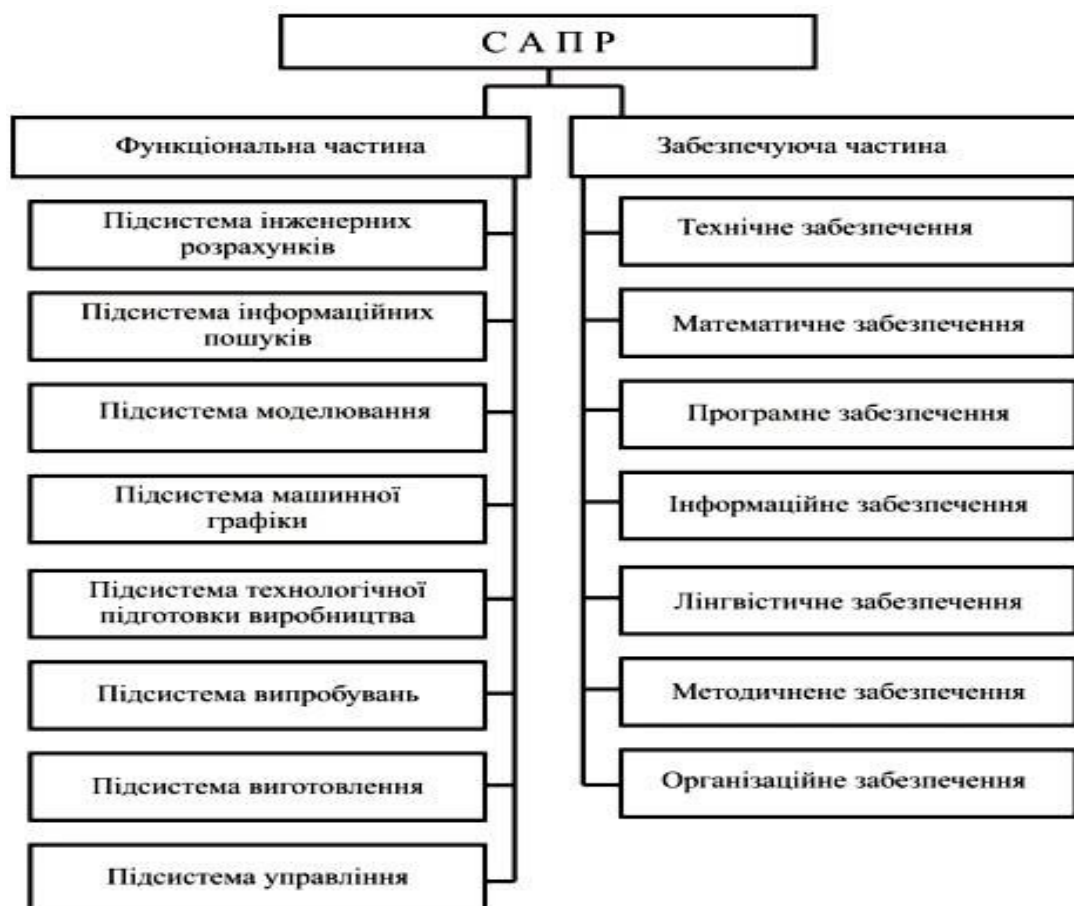 С А П Р
Функціональна частина
Підсистема інженерних
розрахунків
Підсистема інформаційних
пошуків
Підсистема моделювання
Підсистема машинної
графіки
Підсистема технологічної
підготовки виробництва
Підсистема випробувань
Підсистема виготовлення
Підсистема управління
Забезпечуюча частина
Технічне забезпечення
Математичне забезпечення
Програмне забезпечення
Інформаційне забезпечення
Лінгвістичне забезпечення
Методичнене забезпечення
Організаційне забезпечення